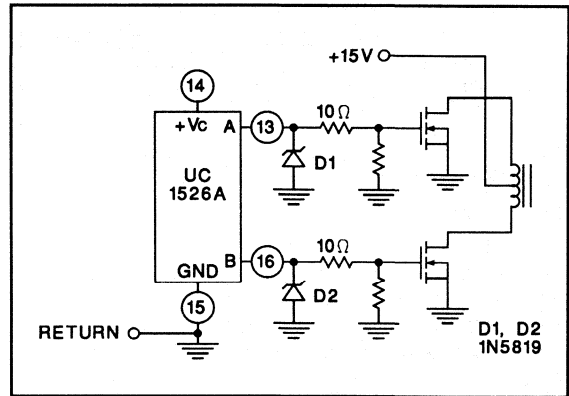 +15V
14
+Vc
A
13
10Ω
D1
UC
1526A
B
16
10Ω
GND
D2
15
RETURN
D1, D2
1N5819